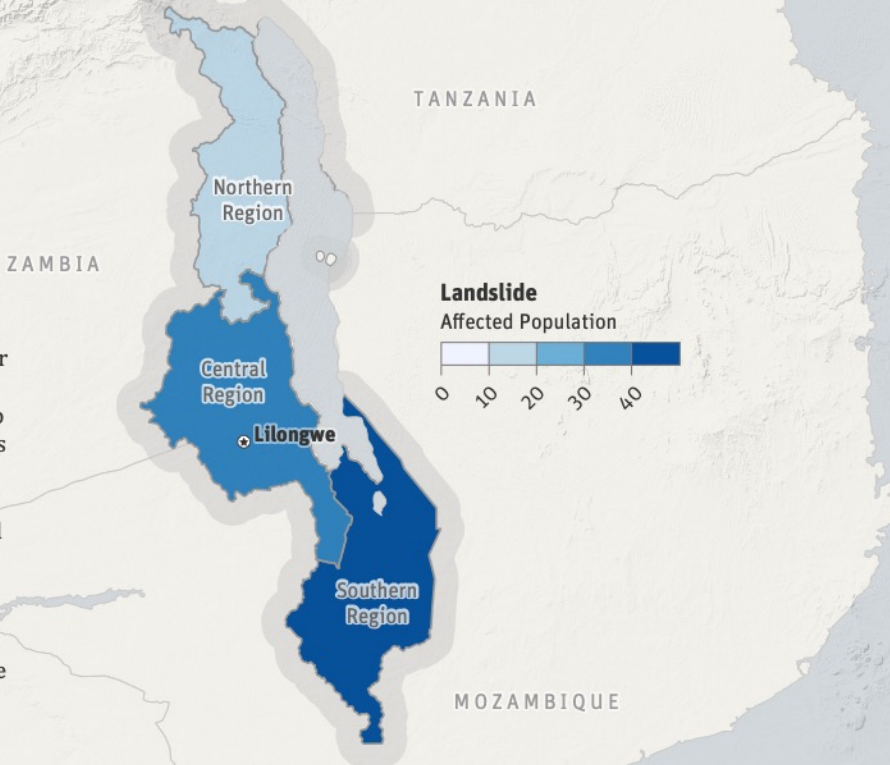 TANZANIA
Northern
Region
ZAMBIA
Landslide
Affected Population
0 10 20 30 40
Central
Region
Lilongwe
Southern
Region
MOZAMBIQUE